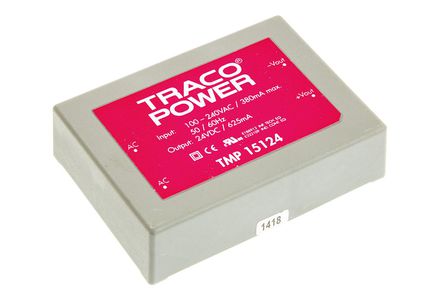 TRACO®
POWER
Input: 100 – 240VAC / 380mA max.
50 / 60Hz
Output: 24VDC / 625mA
TMP 15124
AC
AC
–Vout
+Vout
1418